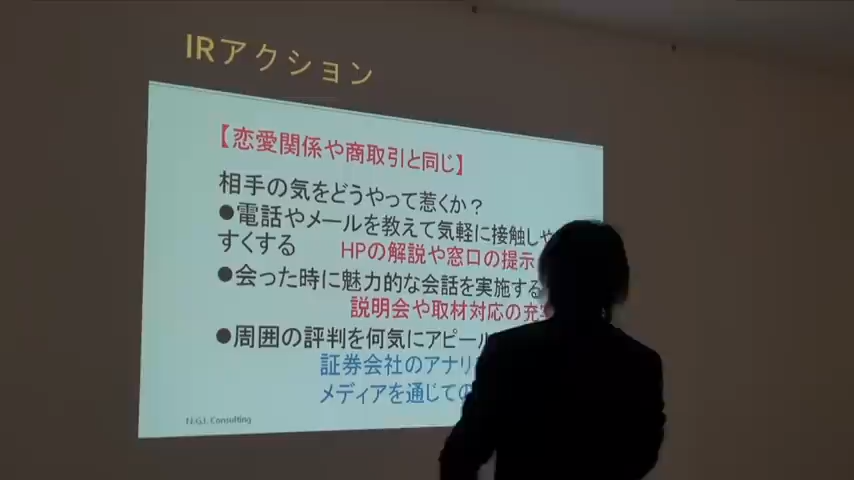 IRアクション
【恋愛関係や商取引と同じ】
相手の気をどうやって惹くか？
●電話やメールを教えて気軽に接触しや
すくする HPの解説や窓口の提示
●会った時に魅力的な会話を実施する
説明会や取材対応の充実
●周囲の評判を何気にアピール
証券会社のアナリ
メディアを通じての
Consulting